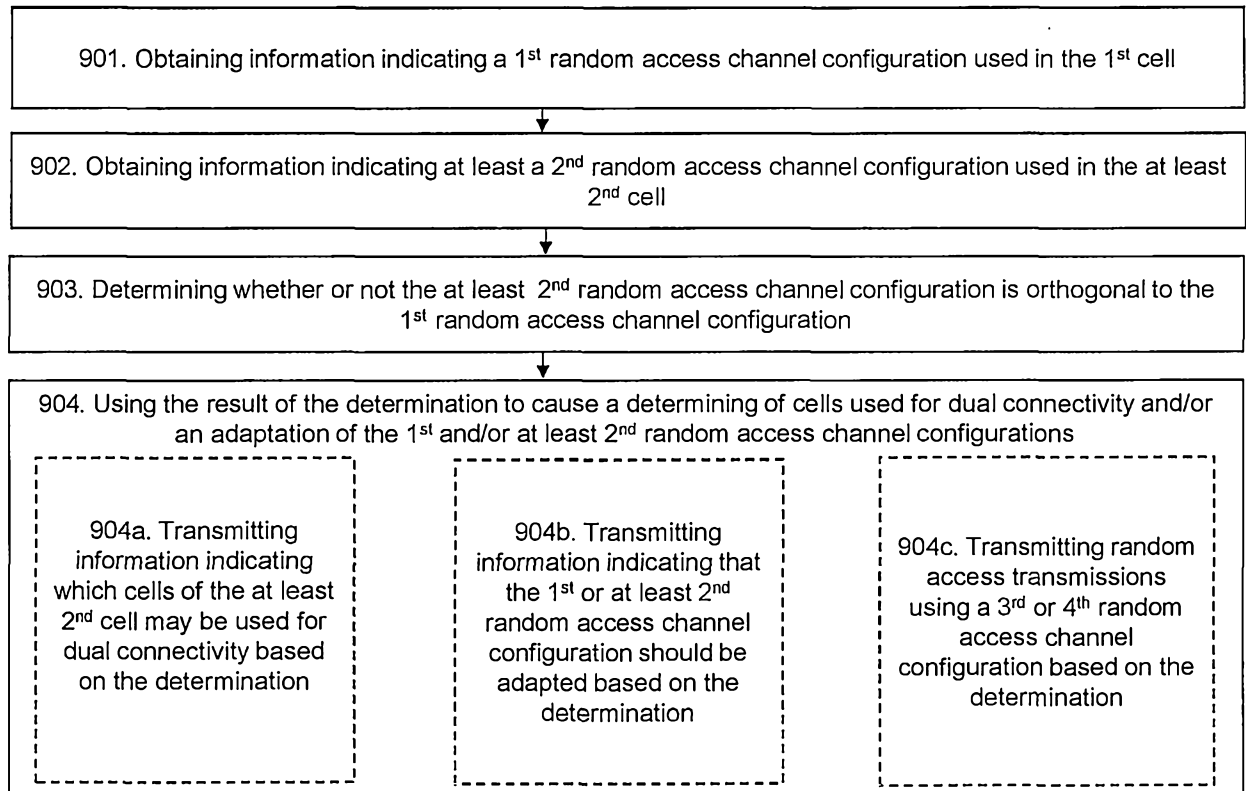 901. Obtaining information indicating a 1st random access channel configuration used in the 1st cell
902. Obtaining information indicating at least a 2nd random access channel configuration used in the at least
2nd cell
903. Determining whether or not the at least 2nd random access channel configuration is orthogonal to the
1st random access channel configuration
904. Using the result of the determination to cause a determining of cells used for dual connectivity and/or
an adaptation of the 1st and/or at least 2nd random access channel configurations
904a. Transmitting
information indicating
which cells of the at least
2nd cell may be used for
dual connectivity based
on the determination
904b. Transmitting
information indicating that
the 1st or at least 2nd
random access channel
configuration should be
adapted based on the
determination
904c. Transmitting random
access transmissions
using a 3rd or 4th random
access channel
configuration based on the
determination